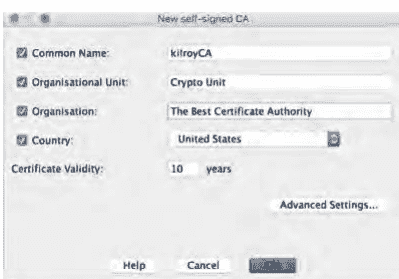 New self-signed CA
Common Name: kilroyCA
Organisational Unit: Crypto Unit
Organisation: The Best Certificate Authority
Country: United States
Certificate Validity: 10 years
Advanced Settings...
Help Cancel